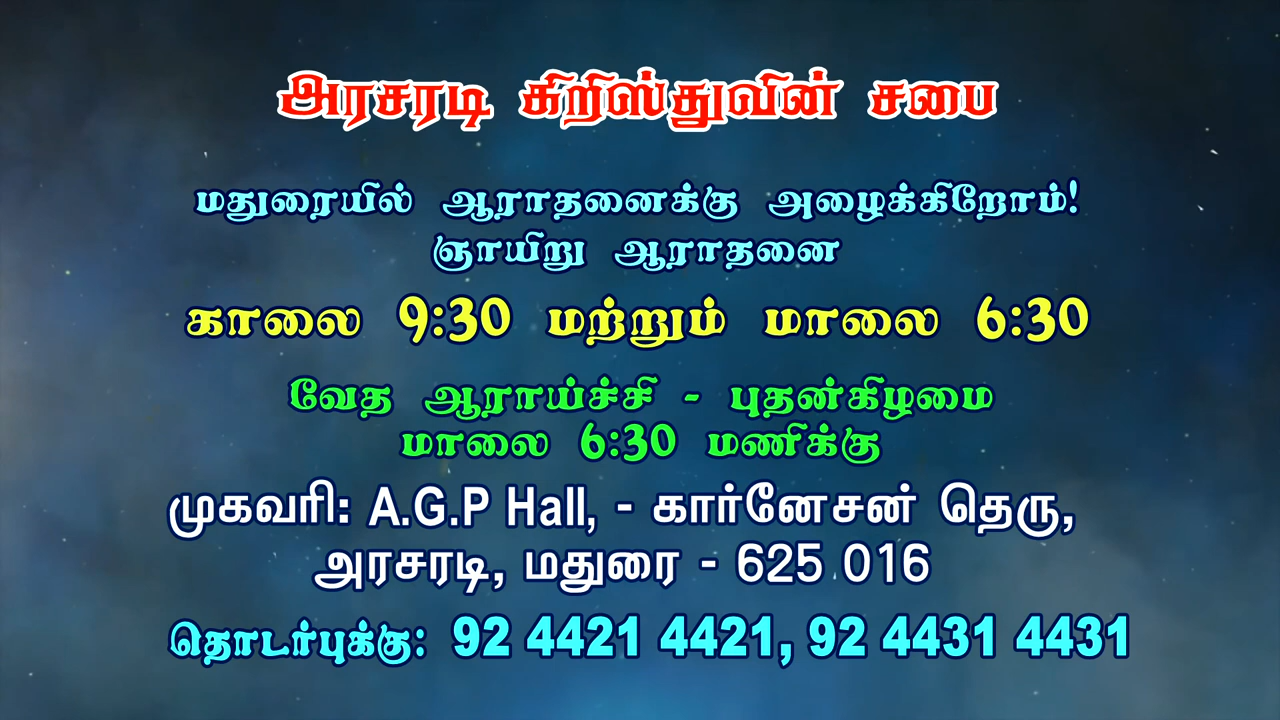 அரசரடி கிறிஸ்துவின் சபை
மதுரையில் ஆராதனைக்கு அழைக்கிறோம்!
ஞாயிறு ஆராதனை
காலை 9:30 மற்றும் மாலை 6:30
வேத ஆராய்ச்சி - புதன்கிழமை
மாலை 6:30 மணிக்கு
முகவரி: A.G.P Hall, - கார்னேசன் தெரு,
அரசரடி, மதுரை - 625 016
தொடர்புக்கு: 92 4421 4421, 92 4431 4431